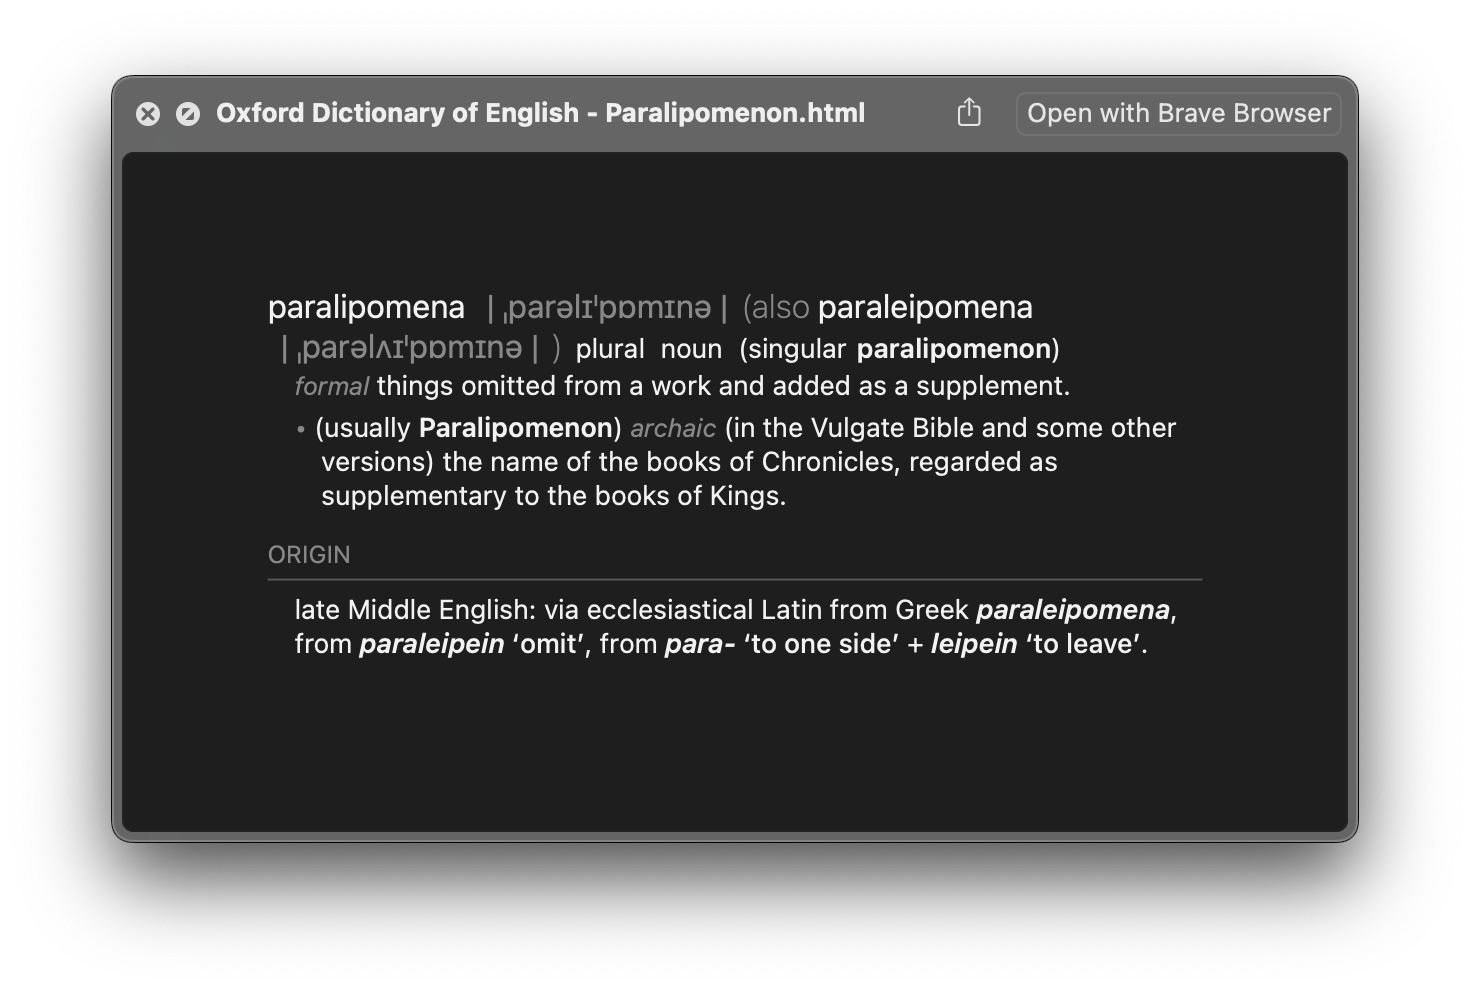 Oxford Dictionary of English - Paralipomenon.html
Open with Brave Browser
paralipomena | ˌparəlɪˈpɒmɪnə | (also paraleipomena
| ˌparəlʌɪˈpɒmɪnə | ) plural noun (singular paralipomenon)
formal things omitted from a work and added as a supplement.
• (usually Paralipomenon) archaic (in the Vulgate Bible and some other
versions) the name of the books of Chronicles, regarded as
supplementary to the books of Kings.
ORIGIN
late Middle English: via ecclesiastical Latin from Greek paraleipomena,
from paraleipein ‘omit’, from para- ‘to one side’ + leipein ‘to leave’.